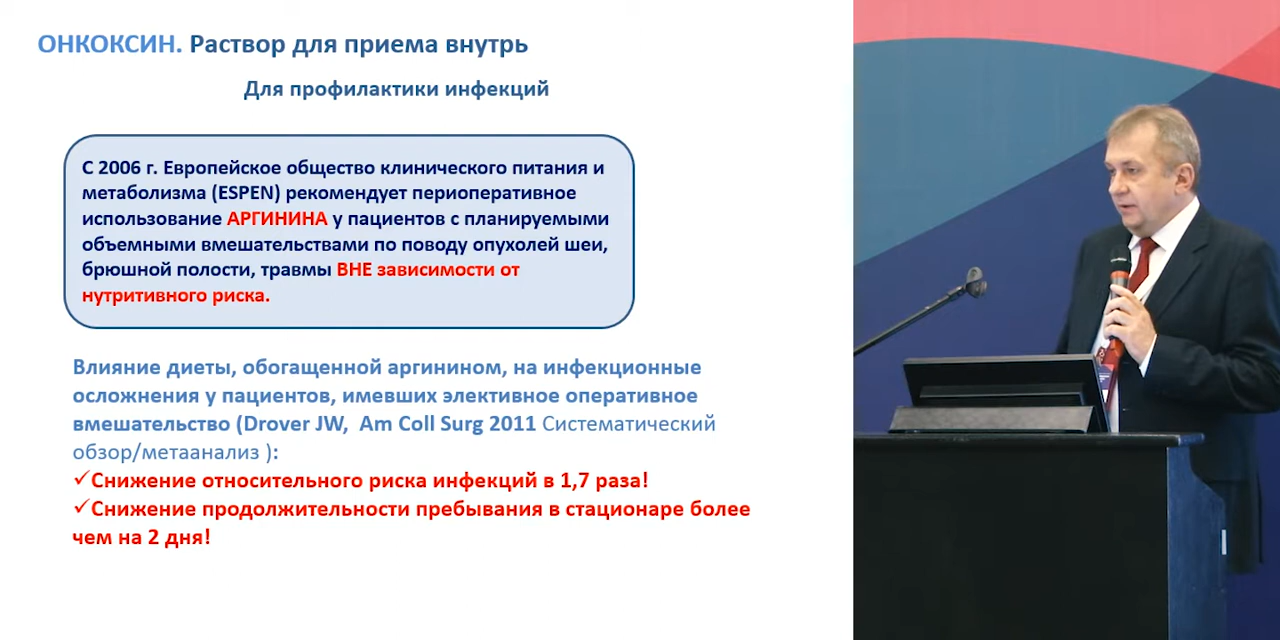 ОНКОКСИН. Раствор для приема внутрь
Для профилактики инфекций
С 2006 г. Европейское общество клинического питания и
метаболизма (ESPEN) рекомендует периоперативное
использование АРГИНИНА у пациентов с планируемыми
объемными вмешательствами по поводу опухолей шеи,
брюшной полости, травмы ВНЕ зависимости от
нутритивного риска.
Влияние диеты, обогащенной аргинином, на инфекционные
осложнения у пациентов, имевших элективное оперативное
вмешательство (Drover JW, Am Coll Surg 2011 Систематический
обзор/метаанализ ):
✓Снижение относительного риска инфекций в 1,7 раза!
✓Снижение продолжительности пребывания в стационаре более
чем на 2 дня!